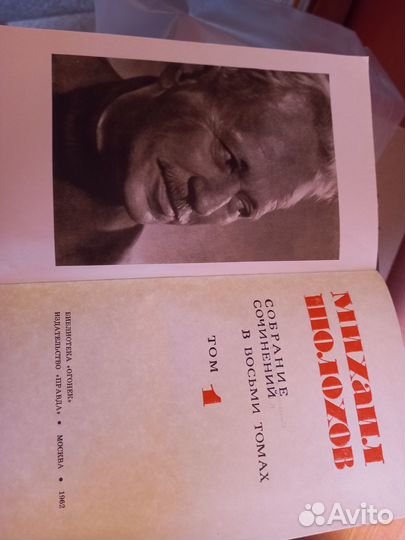 МИХАИЛ
ШОЛОХОВ
СОБРАНИЕ
СОЧИНЕНИЙ
В ВОСЬМИ ТОМАХ
ТОМ 1
БИБЛИОТЕКА «ОГОНЕК»
ИЗДАТЕЛЬСТВО «ПРАВДА» • МОСКВА • 1962
Avito